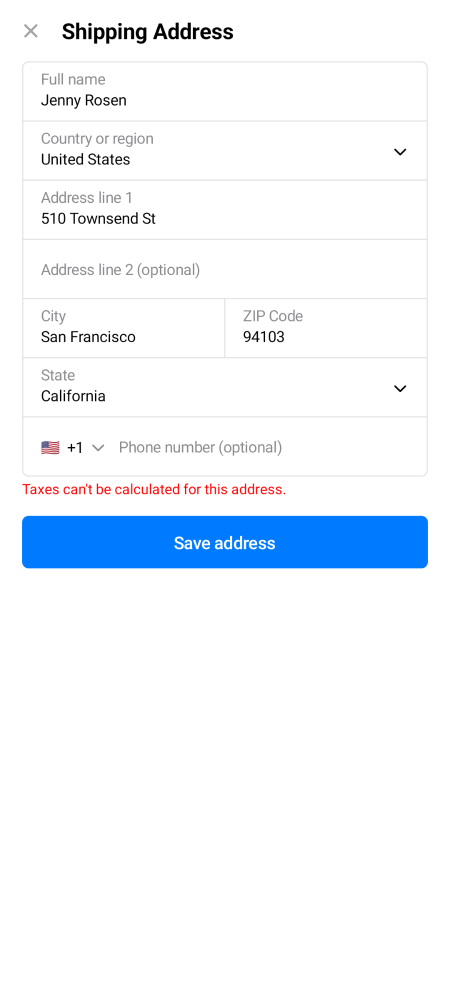 Shipping Address
Full name
Jenny Rosen
Country or region
United States
Address line 1
510 Townsend St
Address line 2 (optional)
City
San Francisco
ZIP Code
94103
State
California
+1
Phone number (optional)
Taxes can't be calculated for this address.
Save address